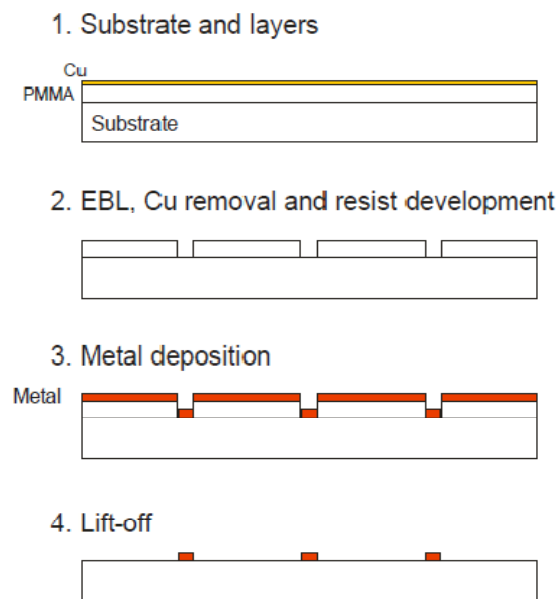 1. Substrate and layers
Cu
PMMA
Substrate
2. EBL, Cu removal and resist development
3. Metal deposition
Metal
4. Lift-off